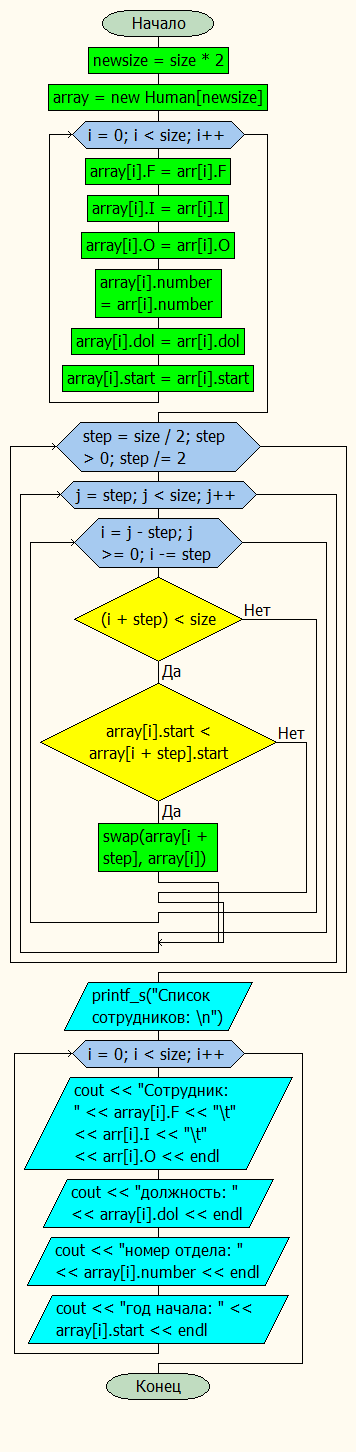 Начало
newsize = size * 2
array = new Human[newsize]
i = 0; i < size; i++
array[i].F = arr[i].F
array[i].I = arr[i].I
array[i].O = arr[i].O
array[i].number
= arr[i].number
array[i].dol = arr[i].dol
array[i].start = arr[i].start
step = size / 2; step
> 0; step /= 2
j = step; j < size; j++
i = j - step; j
>= 0; i -= step
(i + step) < size
Нет
Да
array[i].start <
array[i + step].start
Нет
Да
swap(array[i +
step], array[i])
printf_s("Список
сотрудников: \n")
i = 0; i < size; i++
cout << "Сотрудник:
" << array[i].F << "\t"
<< arr[i].I << "\t"
<< arr[i].O << endl
cout << "должность: "
<< array[i].dol << endl
cout << "номер отдела: "
<< array[i].number << endl
cout << "год начала: " <<
array[i].start << endl
Конец